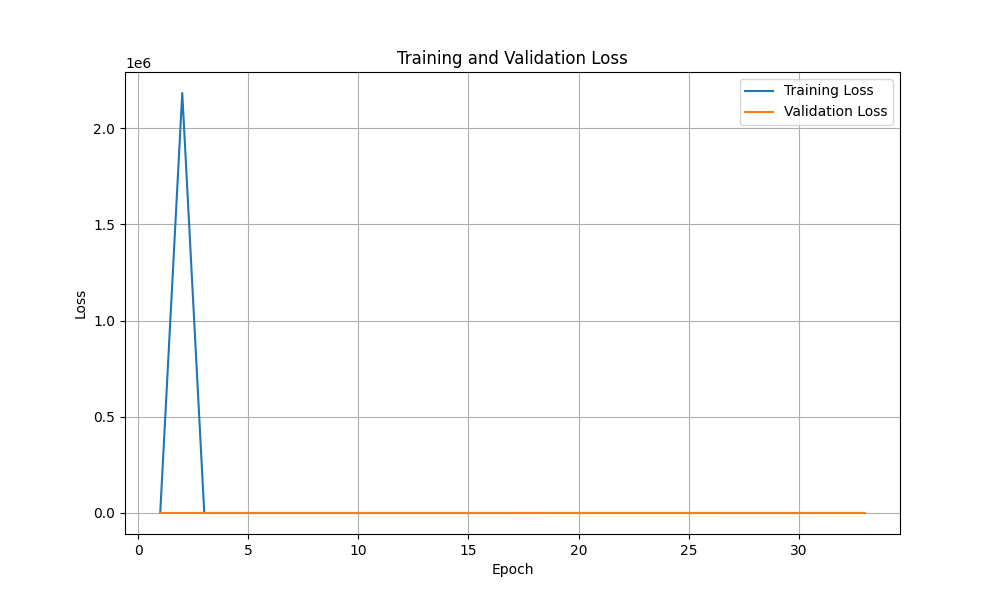 Training and Validation Loss
1e6
Training Loss
Validation Loss
2.0
1.5
1.0
0.5
0.0
Loss
0 5 10 15 20 25 30
Epoch